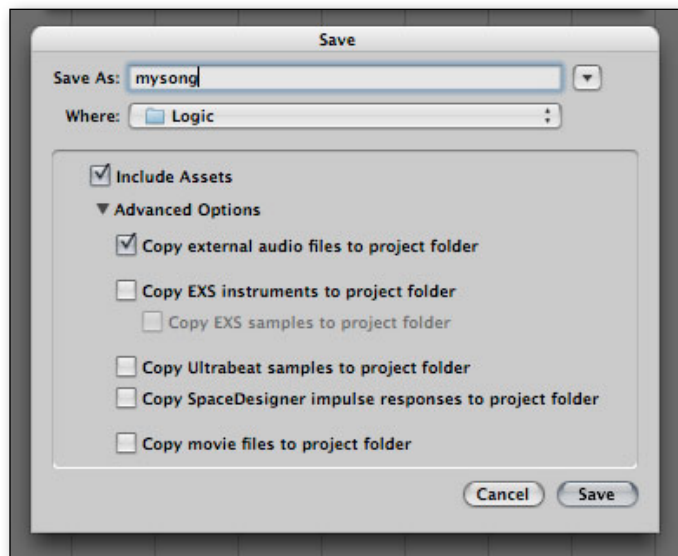 Save
Save As: mysong
Where: Logic
Include Assets
Advanced Options
Copy external audio files to project folder
Copy EXS instruments to project folder
Copy EXS samples to project folder
Copy Ultrabeat samples to project folder
Copy SpaceDesigner impulse responses to project folder
Copy movie files to project folder
Cancel Save